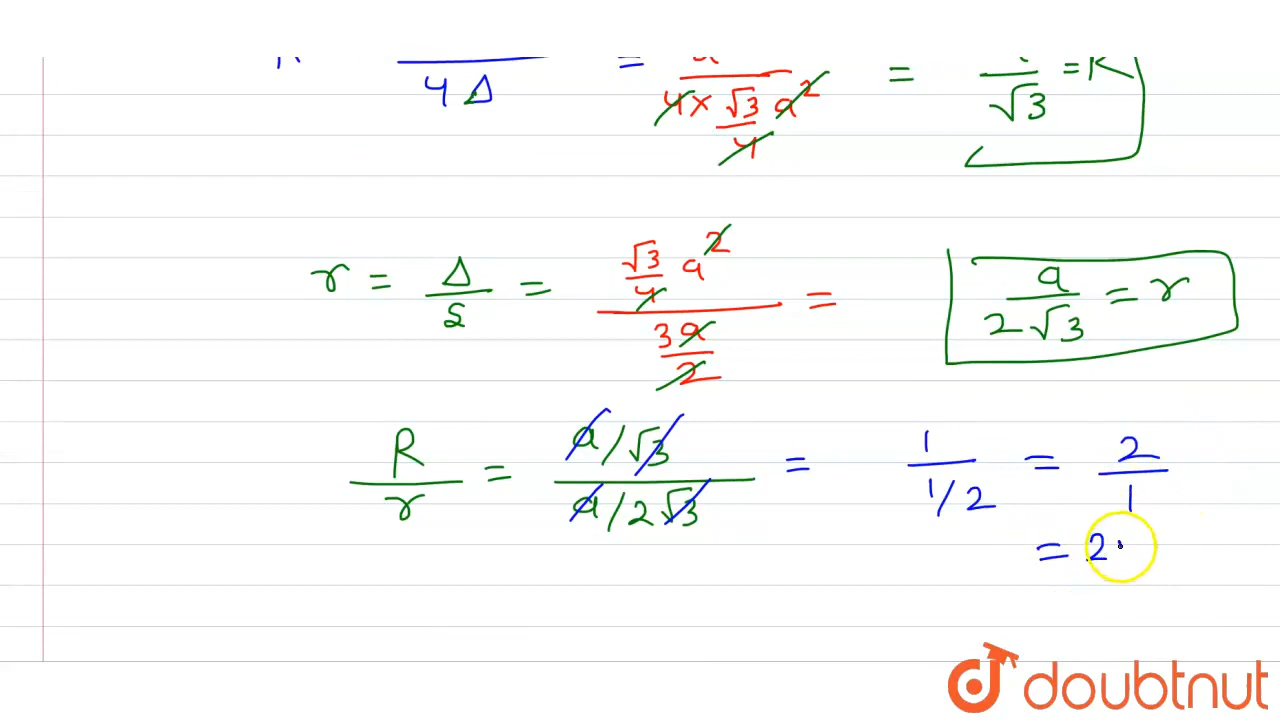 4Δ = 4 × √3/4 a² = √3 = R
r = Δ/s = (√3/4 a²)/(3a/2) = a/2√3 = r
R/r = (a/√3)/(a/2√3) = 1/(1/2) = 2/1
= 2
doubtnut